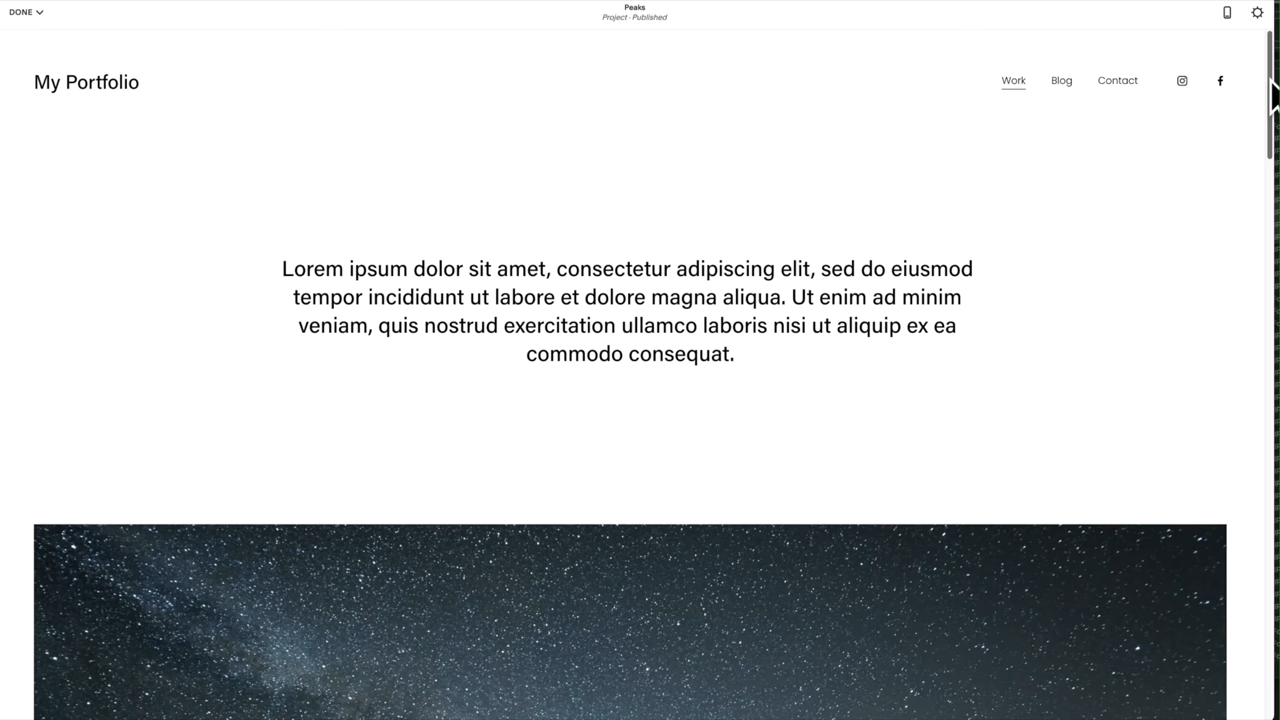 DONE
Peaks
Project · Published
My Portfolio
Work Blog Contact
Lorem ipsum dolor sit amet, consectetur adipiscing elit, sed do eiusmod
tempor incididunt ut labore et dolore magna aliqua. Ut enim ad minim
veniam, quis nostrud exercitation ullamco laboris nisi ut aliquip ex ea
commodo consequat.